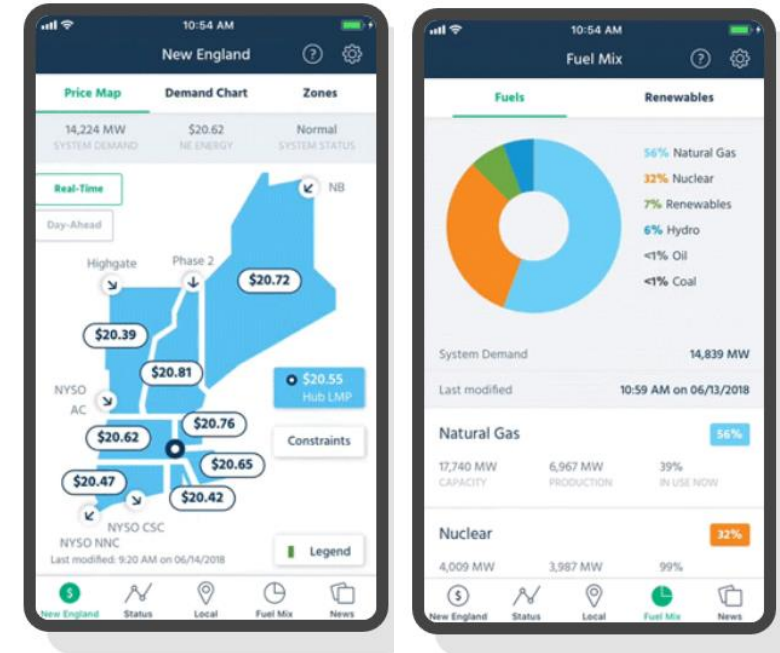 10:54 AM
New England
?
Price Map Demand Chart Zones
14,224 MW $20.62 Normal
SYSTEM DEMAND NE ENERGY SYSTEM STATUS
Real-Time
NB
Day-Ahead
Highgate Phase 2
$20.72
$20.39
$20.81
$20.55
Hub LMP
NYSO
AC
$20.76
$20.62
Constraints
$20.65
$20.47
$20.42
NYSO CSC
NYSO NNC
Legend
Last modified: 9:20 AM on 06/14/2018
$
New England Status Local Fuel Mix News
10:54 AM
Fuel Mix
?
Fuels Renewables
56% Natural Gas
32% Nuclear
7% Renewables
6% Hydro
<1% Oil
<1% Coal
System Demand 14,839 MW
Last modified 10:59 AM on 06/13/2018
Natural Gas 56%
17,740 MW 6,967 MW 39%
CAPACITY PRODUCTION IN USE NOW
Nuclear 32%
4,009 MW 3,987 MW 99%
$
New England Status Local Fuel Mix News